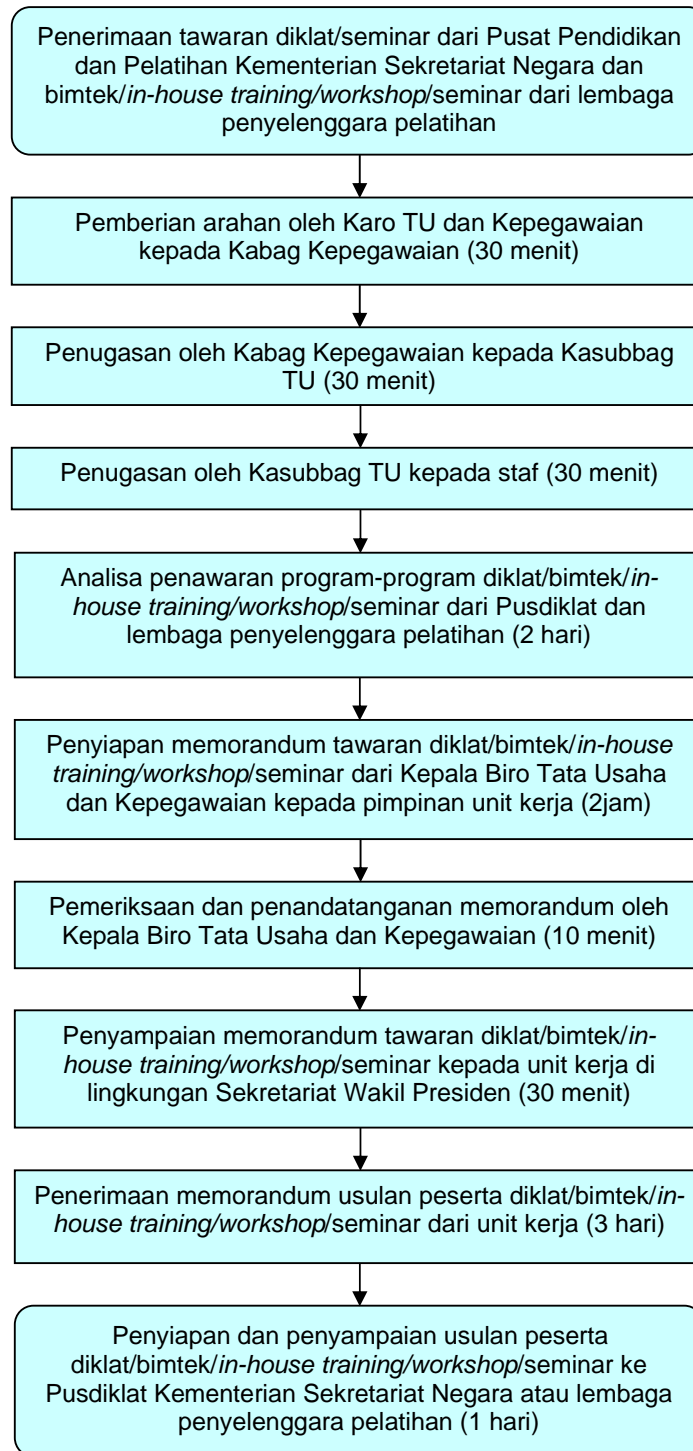 Penerimaan tawaran diklat/seminar dari Pusat Pendidikan
dan Pelatihan Kementerian Sekretariat Negara dan
bimtek/in-house training/workshop/seminar dari lembaga
penyelenggara pelatihan
Pemberian arahan oleh Karo TU dan Kepegawaian
kepada Kabag Kepegawaian (30 menit)
Penugasan oleh Kabag Kepegawaian kepada Kasubbag
TU (30 menit)
Penugasan oleh Kasubbag TU kepada staf (30 menit)
Analisa penawaran program-program diklat/bimtek/in-
house training/workshop/seminar dari Pusdiklat dan
lembaga penyelenggara pelatihan (2 hari)
Penyiapan memorandum tawaran diklat/bimtek/in-house
training/workshop/seminar dari Kepala Biro Tata Usaha
dan Kepegawaian kepada pimpinan unit kerja (2jam)
Pemeriksaan dan penandatanganan memorandum oleh
Kepala Biro Tata Usaha dan Kepegawaian (10 menit)
Penyampaian memorandum tawaran diklat/bimtek/in-
house training/workshop/seminar kepada unit kerja di
lingkungan Sekretariat Wakil Presiden (30 menit)
Penerimaan memorandum usulan peserta diklat/bimtek/in-
house training/workshop/seminar dari unit kerja (3 hari)
Penyiapan dan penyampaian usulan peserta
diklat/bimtek/in-house training/workshop/seminar ke
Pusdiklat Kementerian Sekretariat Negara atau lembaga
penyelenggara pelatihan (1 hari)